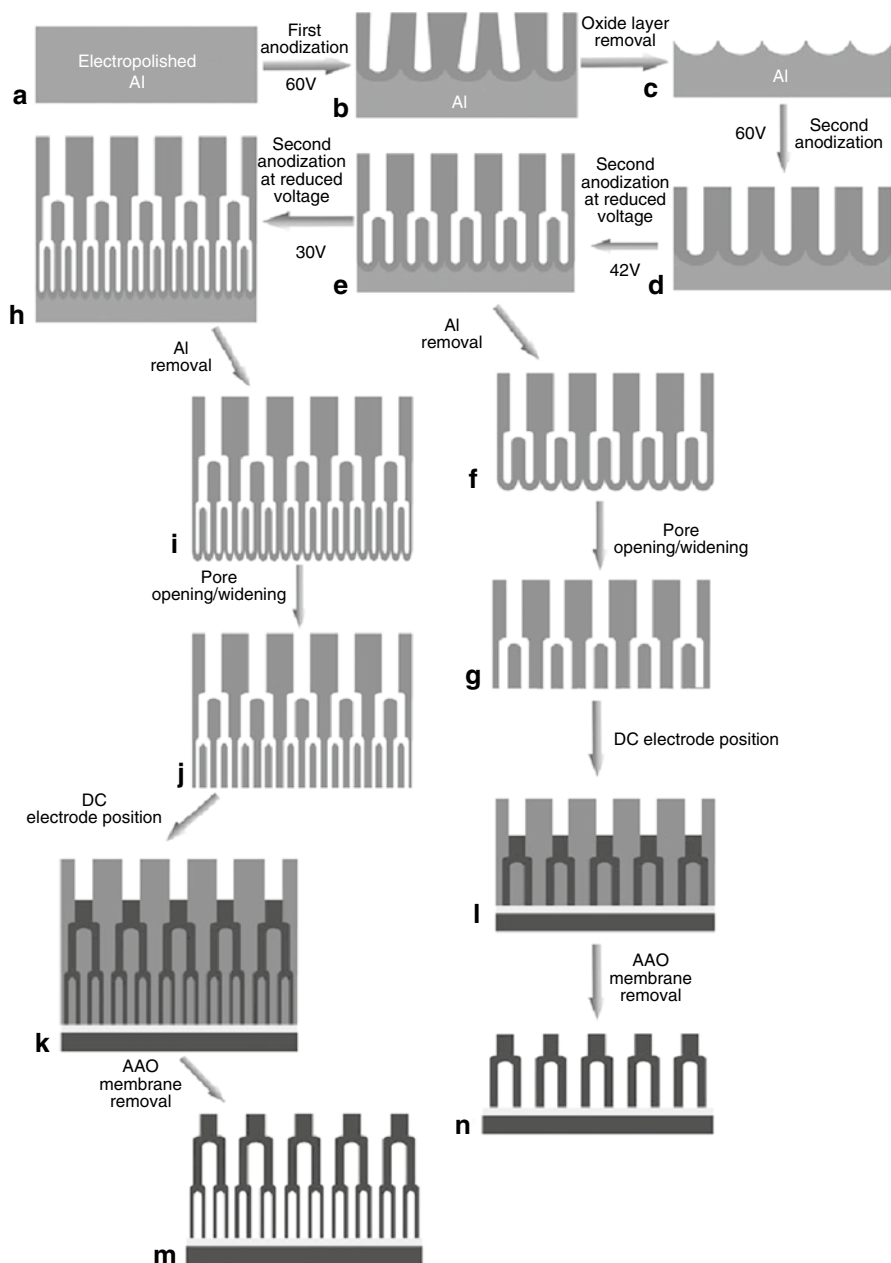 First
anodization
60V
Oxide layer
removal
Electropolished
Al
a
Al
b
Al
c
60V
Second
anodization
Second
anodization
at reduced
voltage
30V
Second
anodization
at reduced
voltage
42V
d
e
h
Al
removal
Al
removal
f
i
Pore
opening/widening
Pore
opening/widening
g
j
DC electrode position
DC
electrode position
l
k
AAO
membrane
removal
AAO
membrane
removal
n
m